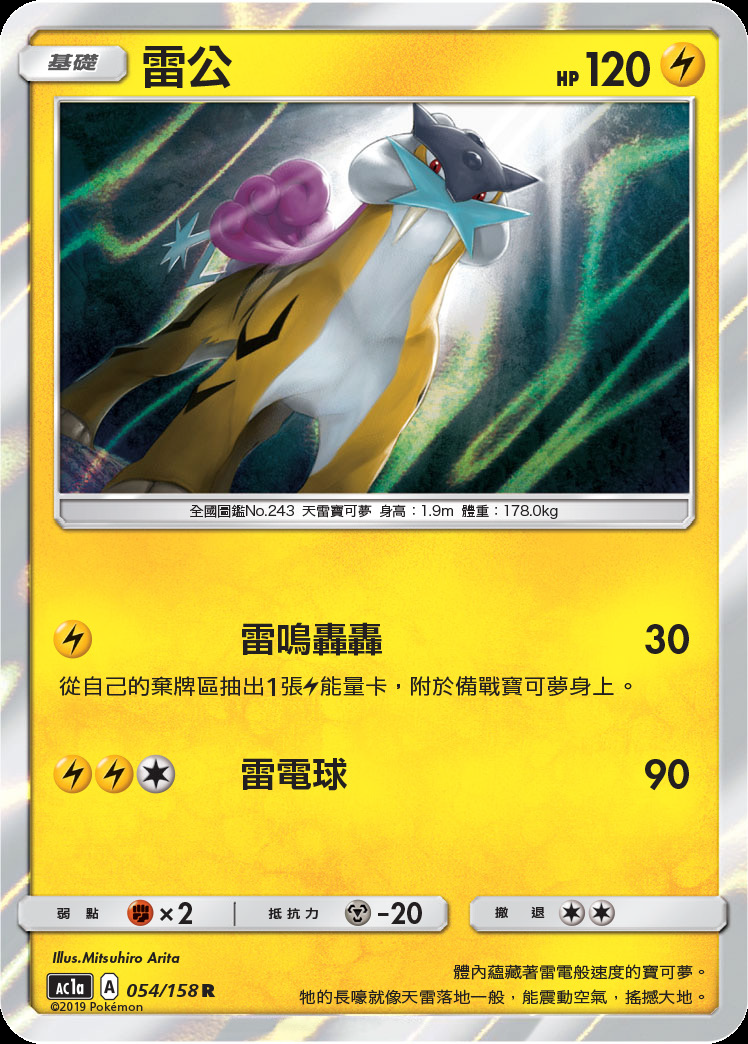 基礎 雷公 HP 120
全國圖鑑No.243 天雷寶可夢 身高：1.9m 體重：178.0kg
雷鳴轟轟 30
從自己的棄牌區抽出1張能量卡，附於備戰寶可夢身上。
雷電球 90
弱點 ×2 抵抗力 -20 撤退
Illus.Mitsuhiro Arita
體內蘊藏著雷電般速度的寶可夢。
AC1a A 054/158 R
牠的長嚎就像天雷落地一般，能震動空氣，搖撼大地。
©2019 Pokémon